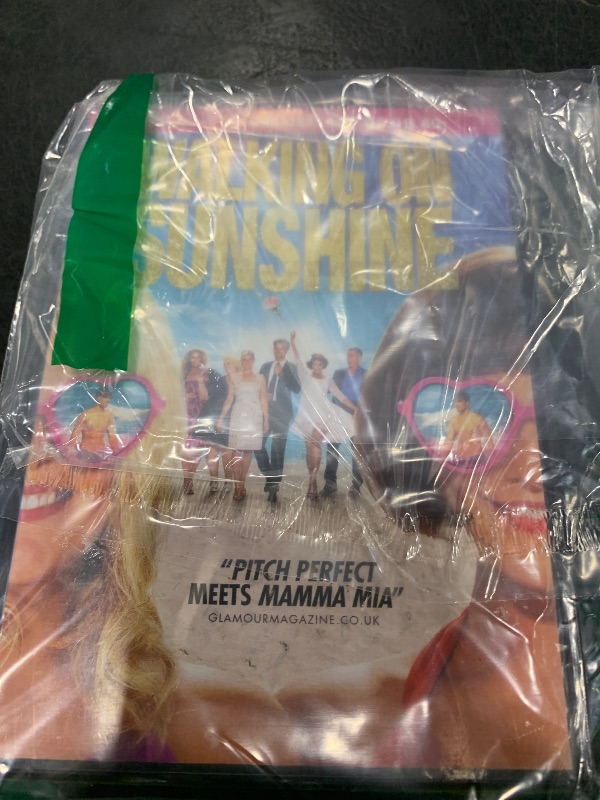 WALKING ON
SUNSHINE
"PITCH PERFECT
MEETS MAMMA MIA"
GLAMOURMAGAZINE.CO.UK